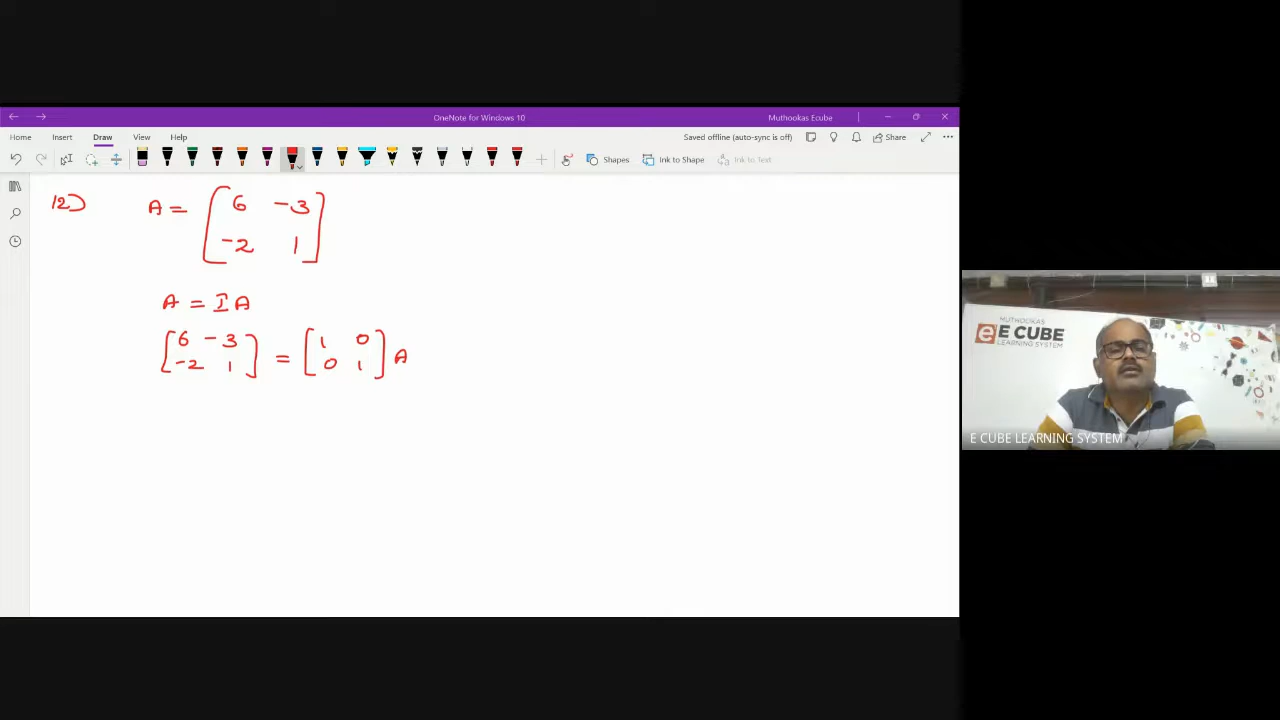 OneNote for Windows 10
Muthookas Ecube
Home Insert Draw View Help
Saved offline (auto-sync is off)
Share
Shapes
Ink to Shape
Ink to Text
12) A = [ 6 -3
-2 1 ]
A = I A
[ 6 -3 = [ 1 0
-2 1 ] 0 1 ] A
MUTHOOKAS
e E CUBE
LEARNING SYSTEM
E CUBE LEARNING SYSTEM